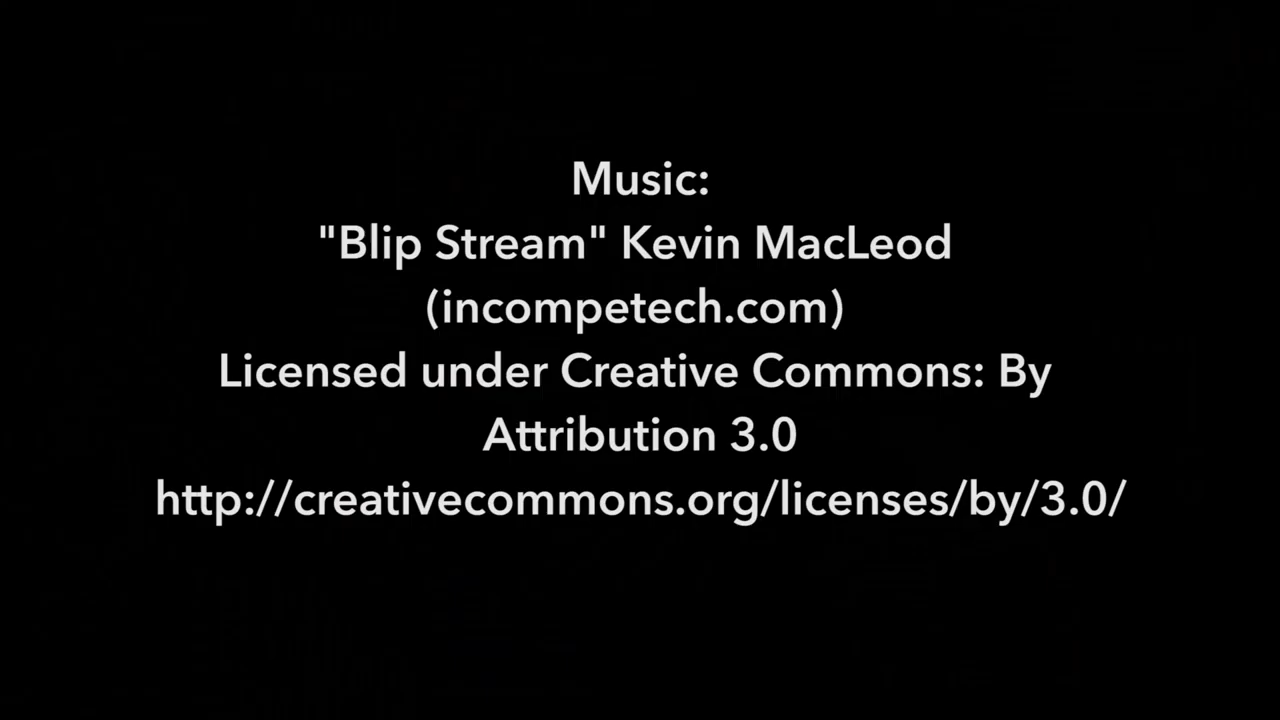 Music:
"Blip Stream" Kevin MacLeod
(incompetech.com)
Licensed under Creative Commons: By
Attribution 3.0
http://creativecommons.org/licenses/by/3.0/